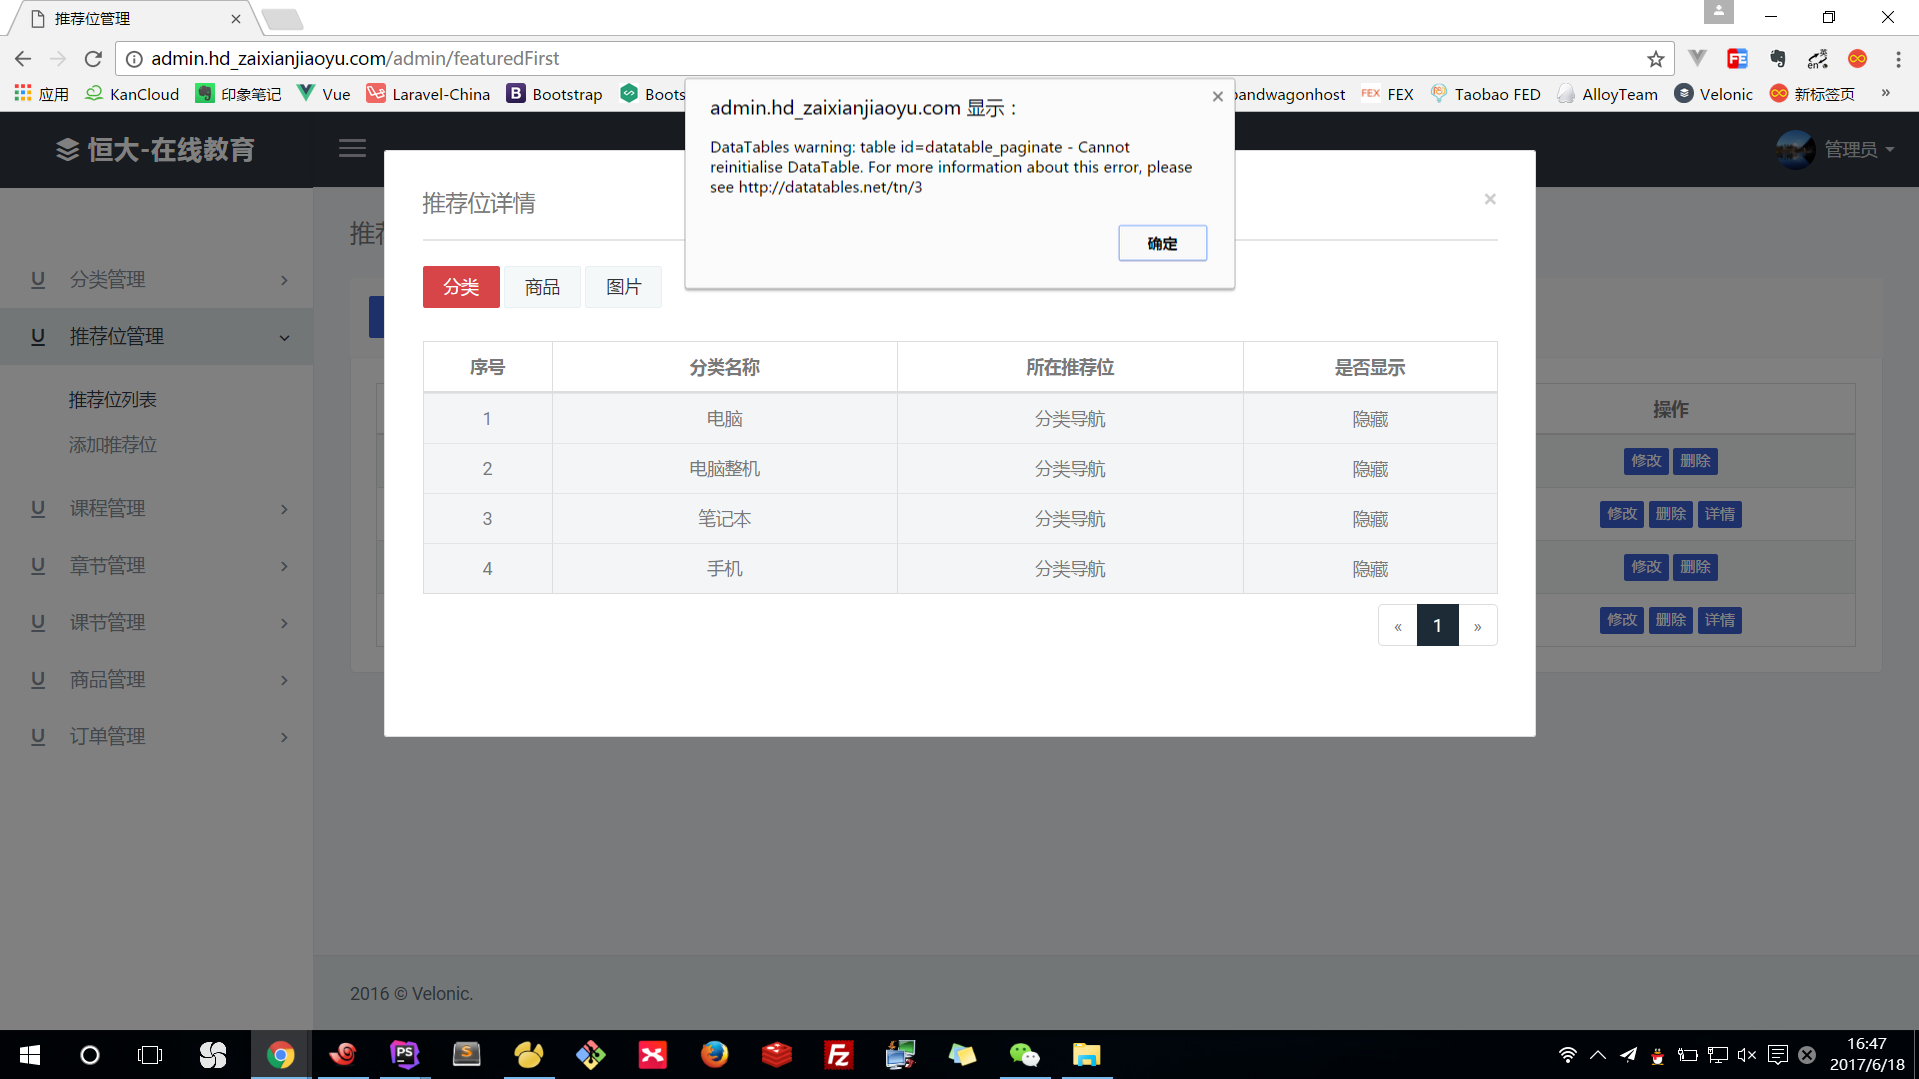 推荐位管理
admin.hd_zaixianjiaoyu.com/admin/featuredFirst
应用 KanCloud 印象笔记 Vue Laravel-China Bootstrap Boots andwagonhost FEX Taobao FED AlloyTeam Velonic 新标签页 »
admin.hd_zaixianjiaoyu.com 显示：
DataTables warning: table id=datatable_paginate - Cannot
reinitialise DataTable. For more information about this error, please
see http://datatables.net/tn/3
确定
恒大-在线教育
管理员
推荐位详情
×
分类 商品 图片
序号 分类名称 所在推荐位 是否显示
1 电脑 分类导航 隐藏
2 电脑整机 分类导航 隐藏
3 笔记本 分类导航 隐藏
4 手机 分类导航 隐藏
« 1 »
分类管理
推荐位管理
推荐位列表
添加推荐位
课程管理
章节管理
课节管理
商品管理
订单管理
操作
修改 删除
修改 删除 详情
修改 删除
修改 删除 详情
2016 © Velonic.
16:47
2017/6/18